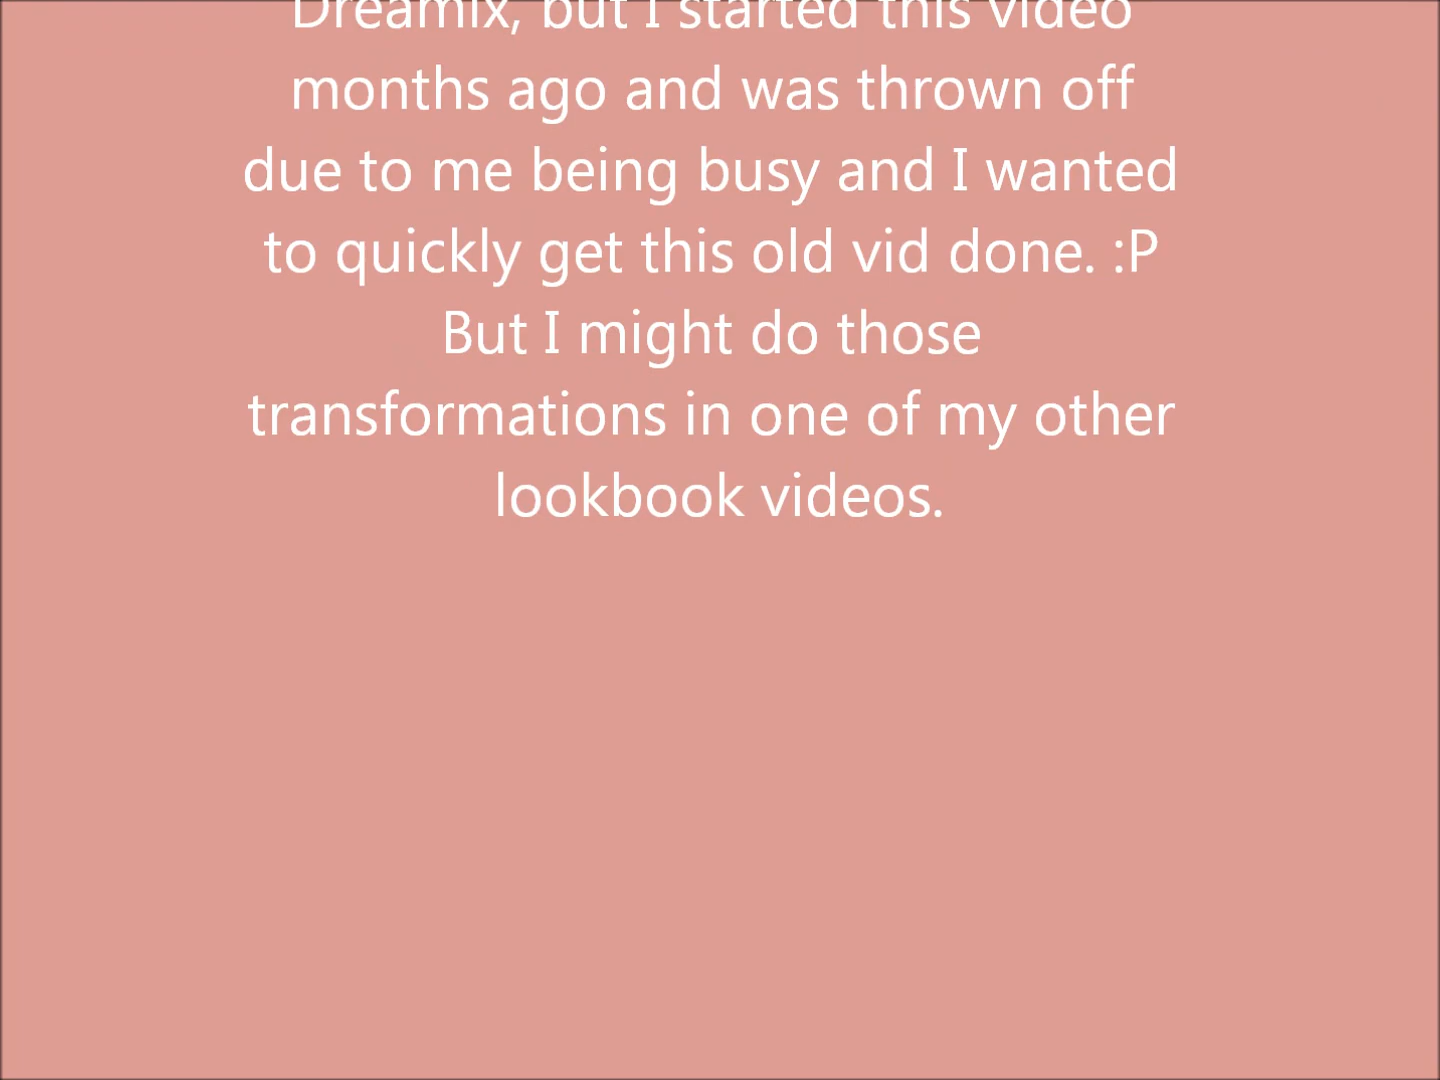 Dreamix, but I started this video
months ago and was thrown off
due to me being busy and I wanted
to quickly get this old vid done. :P
But I might do those
transformations in one of my other
lookbook videos.